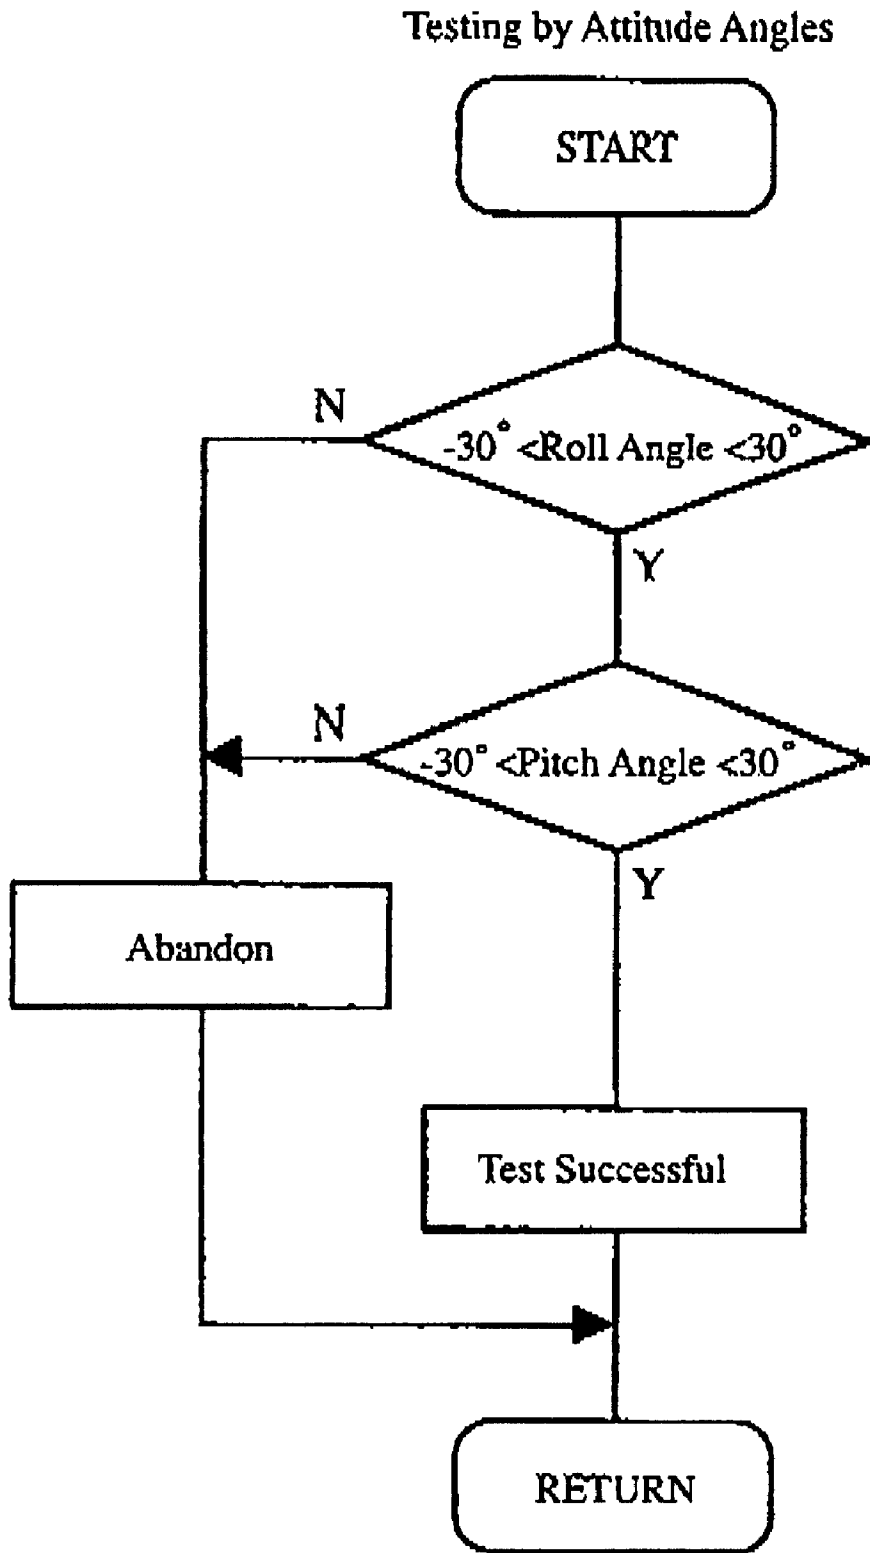 Testing by Attitude Angles
START
N
-30° <Roll Angle <30°
Y
N
-30° <Pitch Angle <30°
Y
Abandon
Test Successful
RETURN